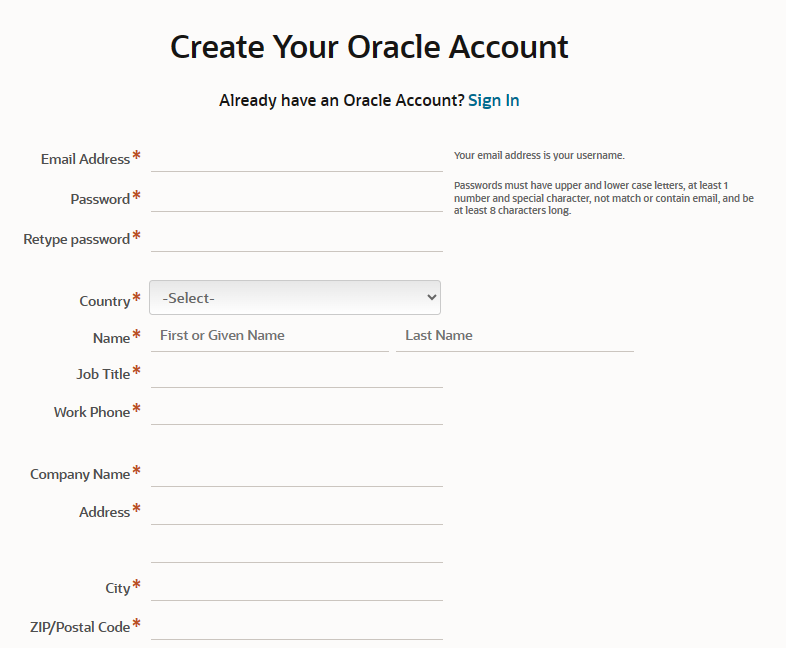 Create Your Oracle Account
Already have an Oracle Account? Sign In
Email Address*
Your email address is your username.
Password*
Passwords must have upper and lower case letters, at least 1
number and special character, not match or contain email, and be
at least 8 characters long.
Retype password*
Country*
-Select-
Name*
First or Given Name
Last Name
Job Title*
Work Phone*
Company Name*
Address*
City*
ZIP/Postal Code*